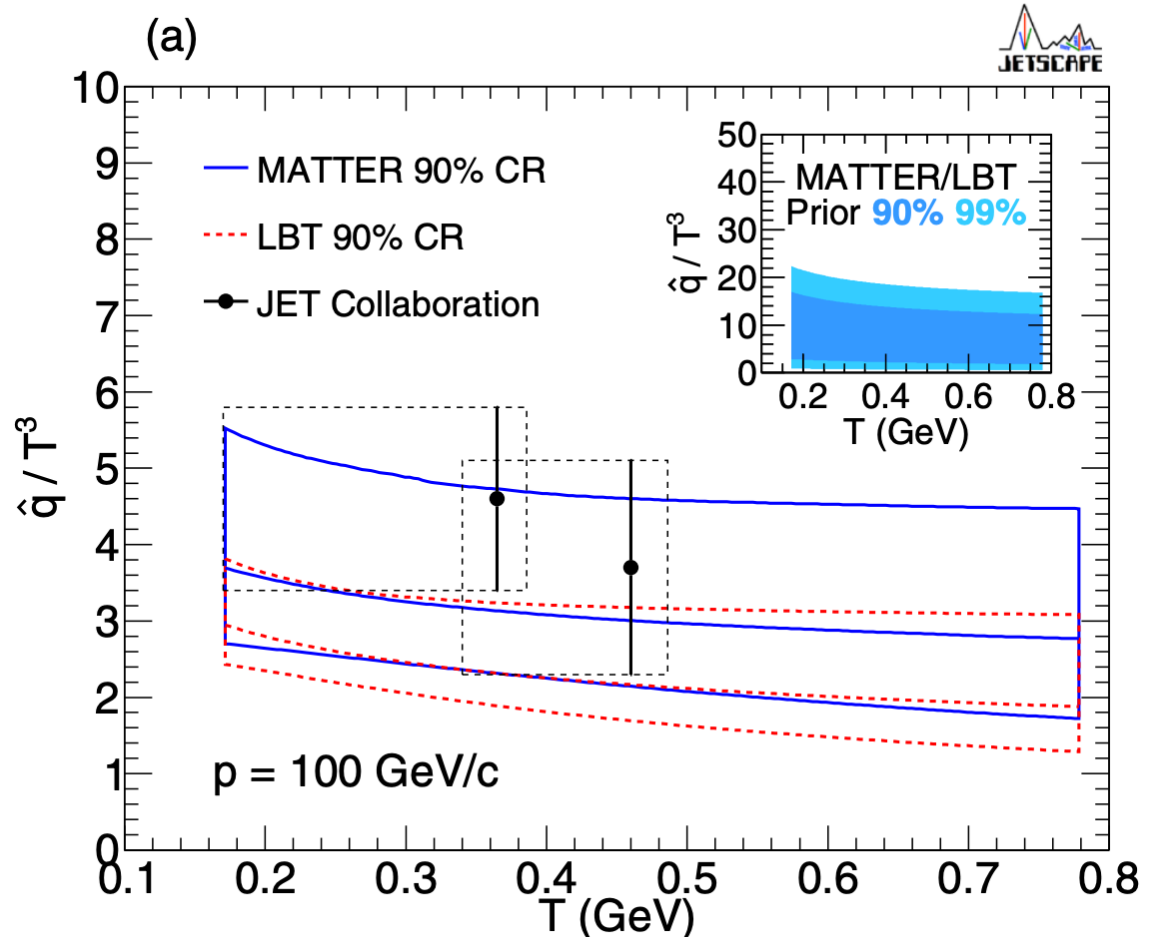 (a)
JETSCAPE
MATTER 90% CR
LBT 90% CR
JET Collaboration
q̂ / T³
10
9
8
7
6
5
4
3
2
1
0
0.1 0.2 0.3 0.4 0.5 0.6 0.7 0.8
T (GeV)
p = 100 GeV/c
MATTER/LBT
Prior 90% 99%
q̂ / T³
50
40
30
20
10
0
0.2 0.4 0.6 0.8
T (GeV)